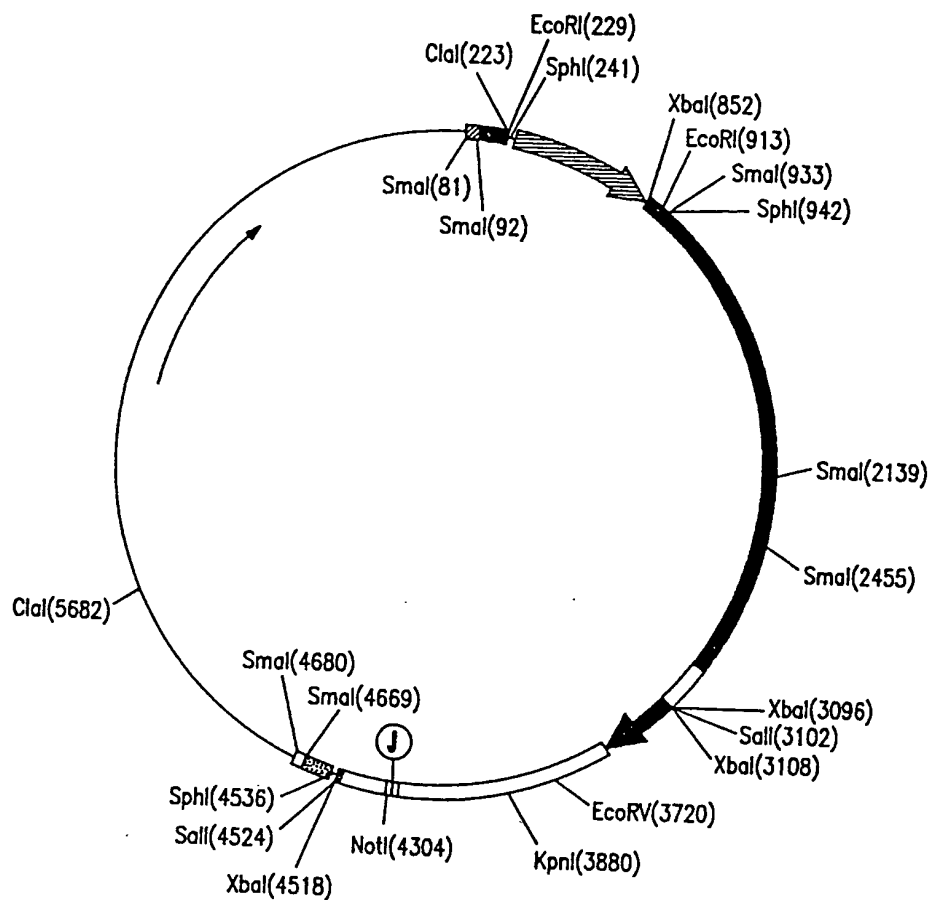 EcoRI(229)
ClaI(223)
SphI(241)
XbaI(852)
EcoRI(913)
SmaI(933)
SphI(942)
SmaI(81)
SmaI(92)
SmaI(2139)
SmaI(2455)
ClaI(5682)
SmaI(4680)
SmaI(4669)
XbaI(3096)
SalI(3102)
XbaI(3108)
J
SphI(4536)
SalI(4524)
XbaI(4518)
NotI(4304)
EcoRV(3720)
KpnI(3880)